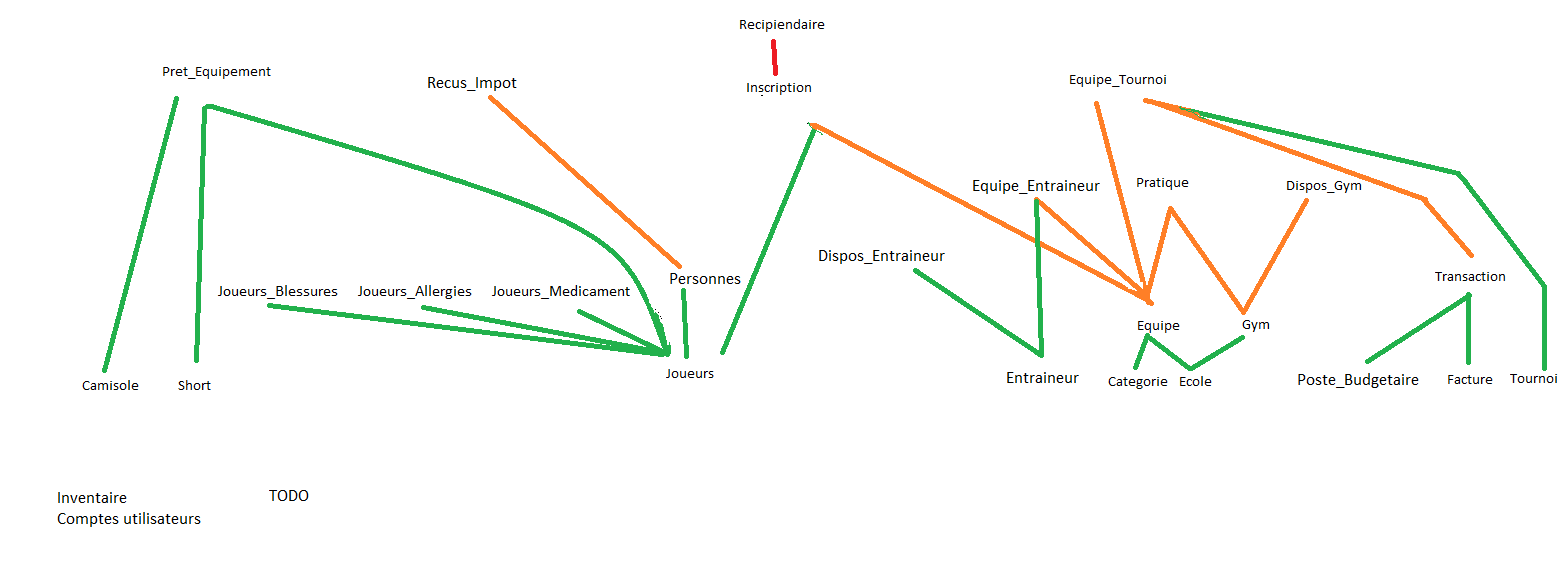 Recipiendaire
Pret_Equipement
Recus_Impot
Inscription
Equipe_Tournoi
Equipe_Entraineur
Pratique
Dispos_Gym
Dispos_Entraineur
Personnes
Transaction
Joueurs_Blessures
Joueurs_Allergies
Joueurs_Medicament
Equipe
Gym
Camisole
Short
Joueurs
Entraineur
Categorie
Ecole
Poste_Budgetaire
Facture
Tournoi
Inventaire
TODO
Comptes utilisateurs